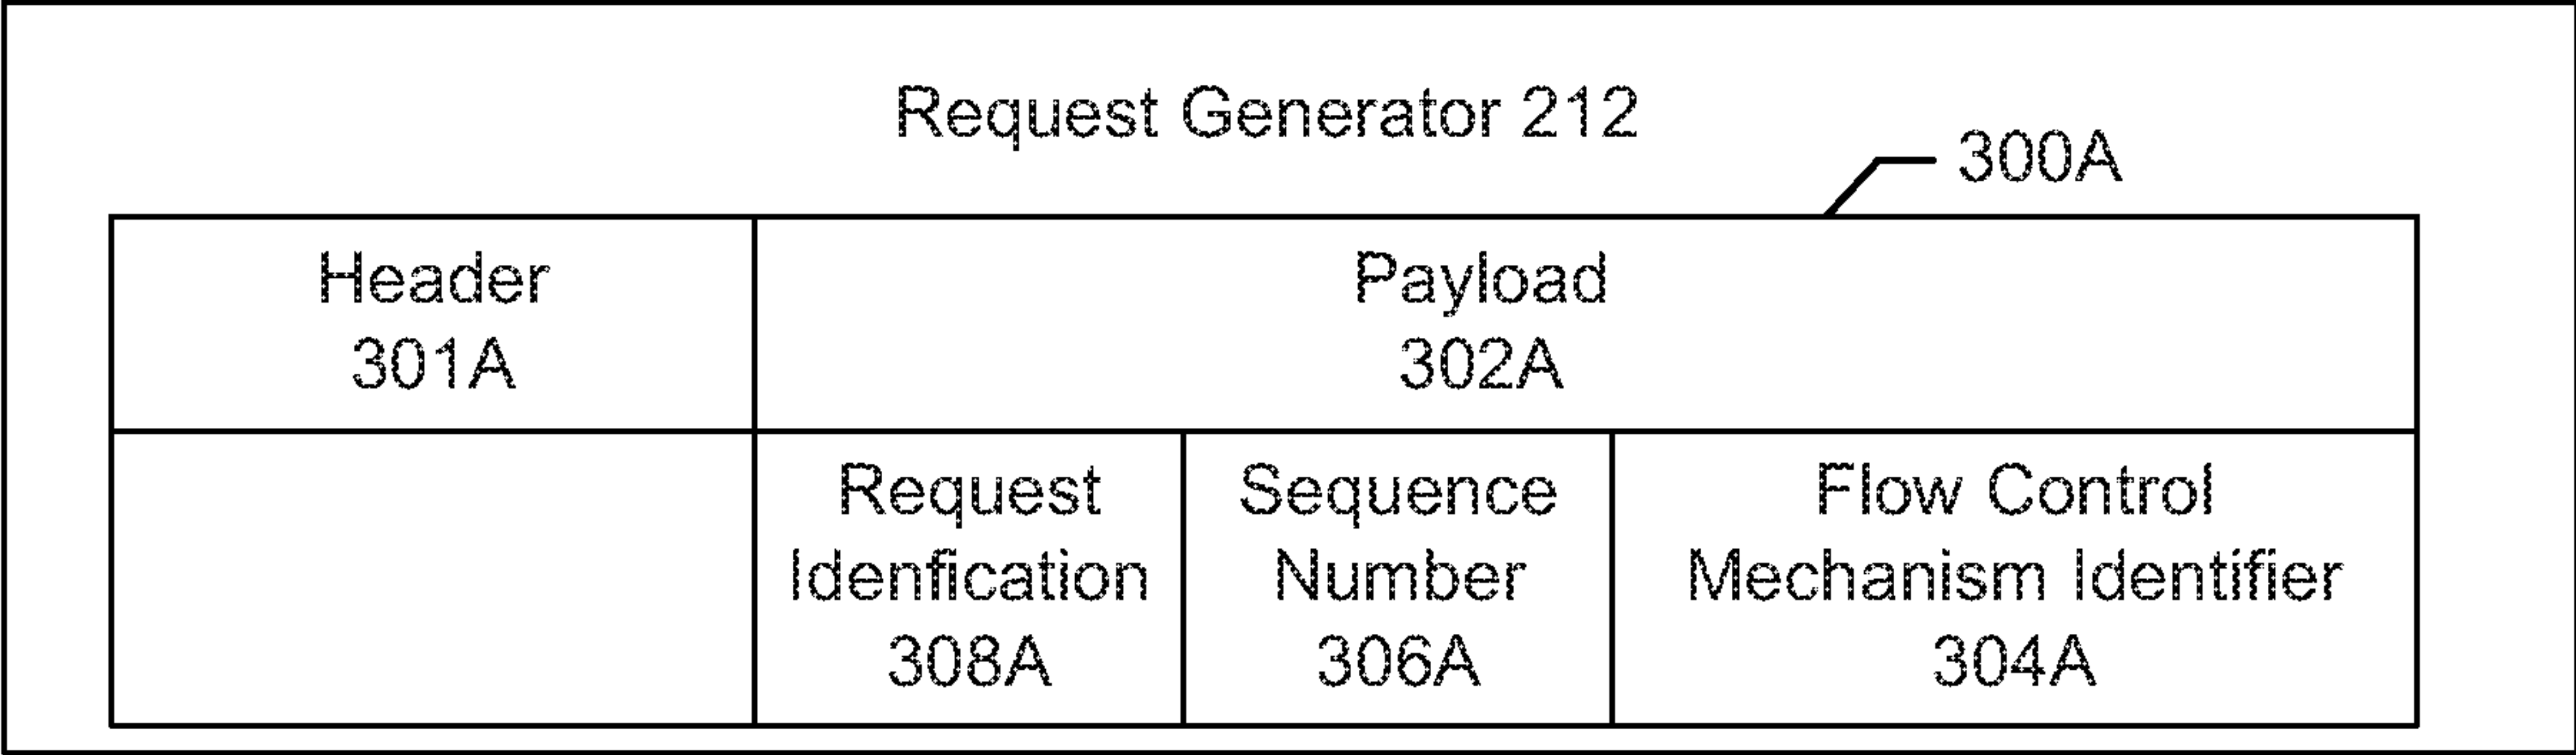 Request Generator 212
300A
Header
301A
Payload
302A
Request
Idenfication
308A
Sequence
Number
306A
Flow Control
Mechanism Identifier
304A